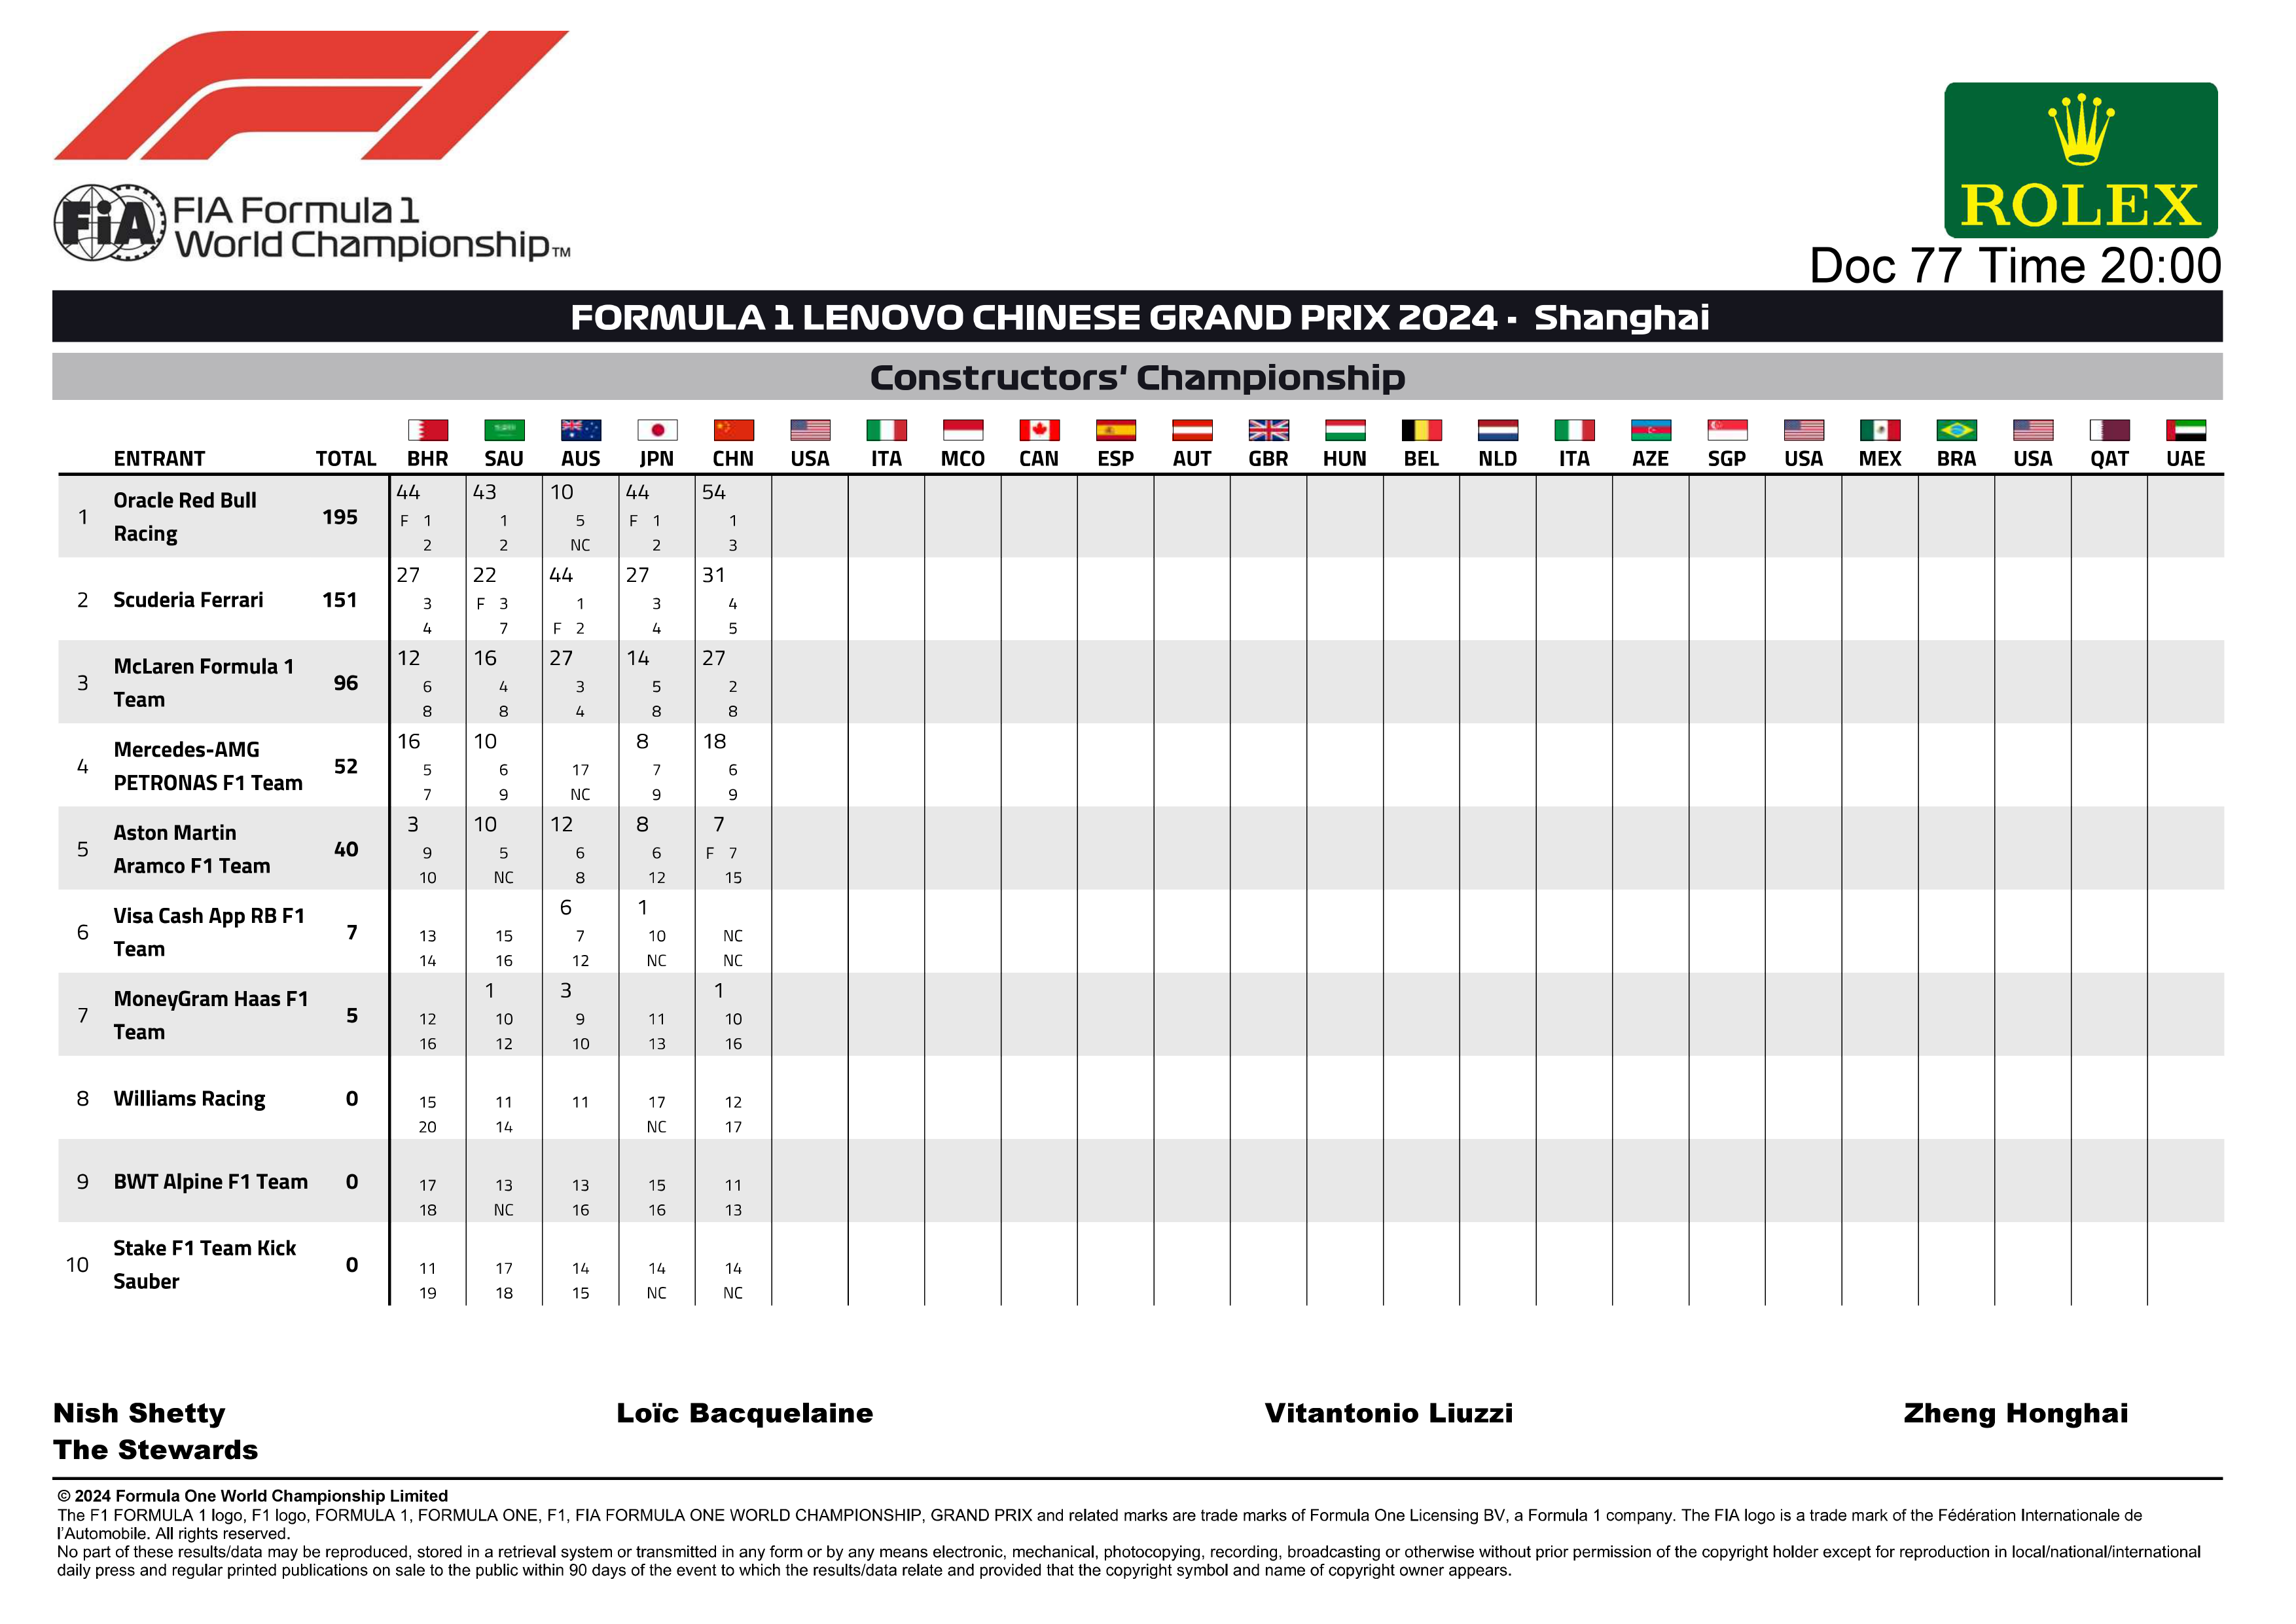 FIA
FIA Formula 1
World Championship™
ROLEX
Doc 77 Time 20:00
FORMULA 1 LENOVO CHINESE GRAND PRIX 2024 - Shanghai
Constructors' Championship
ENTRANT TOTAL BHR SAU AUS JPN CHN USA ITA MCO CAN ESP AUT GBR HUN BEL NLD ITA AZE SGP USA MEX BRA USA QAT UAE
44 43 10 44 54
Oracle Red Bull
1 195 F 1 1 5 F 1 1
Racing
2 2 NC 2 3
27 22 44 27 31
2 Scuderia Ferrari 151 3 F 3 1 3 4
4 7 F 2 4 5
12 16 27 14 27
McLaren Formula 1
3 96 6 4 3 5 2
Team
8 8 4 8 8
16 10 8 18
Mercedes-AMG
4 52 5 6 17 7 6
PETRONAS F1 Team
7 9 NC 9 9
3 10 12 8 7
Aston Martin
5 40 9 5 6 6 F 7
Aramco F1 Team
10 NC 8 12 15
6 1
Visa Cash App RB F1
6 7 13 15 7 10 NC
Team
14 16 12 NC NC
1 3 1
MoneyGram Haas F1
7 5 12 10 9 11 10
Team
16 12 10 13 16
8 Williams Racing 0 15 11 11 17 12
20 14 NC 17
9 BWT Alpine F1 Team 0 17 13 13 15 11
18 NC 16 16 13
Stake F1 Team Kick
10 0 11 17 14 14 14
Sauber
19 18 15 NC NC
Nish Shetty Loïc Bacquelaine Vitantonio Liuzzi Zheng Honghai
The Stewards
© 2024 Formula One World Championship Limited
The F1 FORMULA 1 logo, F1 logo, FORMULA 1, FORMULA ONE, F1, FIA FORMULA ONE WORLD CHAMPIONSHIP, GRAND PRIX and related marks are trade marks of Formula One Licensing BV, a Formula 1 company. The FIA logo is a trade mark of the Fédération Internationale de
l'Automobile. All rights reserved.
No part of these results/data may be reproduced, stored in a retrieval system or transmitted in any form or by any means electronic, mechanical, photocopying, recording, broadcasting or otherwise without prior permission of the copyright holder except for reproduction in local/national/international
daily press and regular printed publications on sale to the public within 90 days of the event to which the results/data relate and provided that the copyright symbol and name of copyright owner appears.